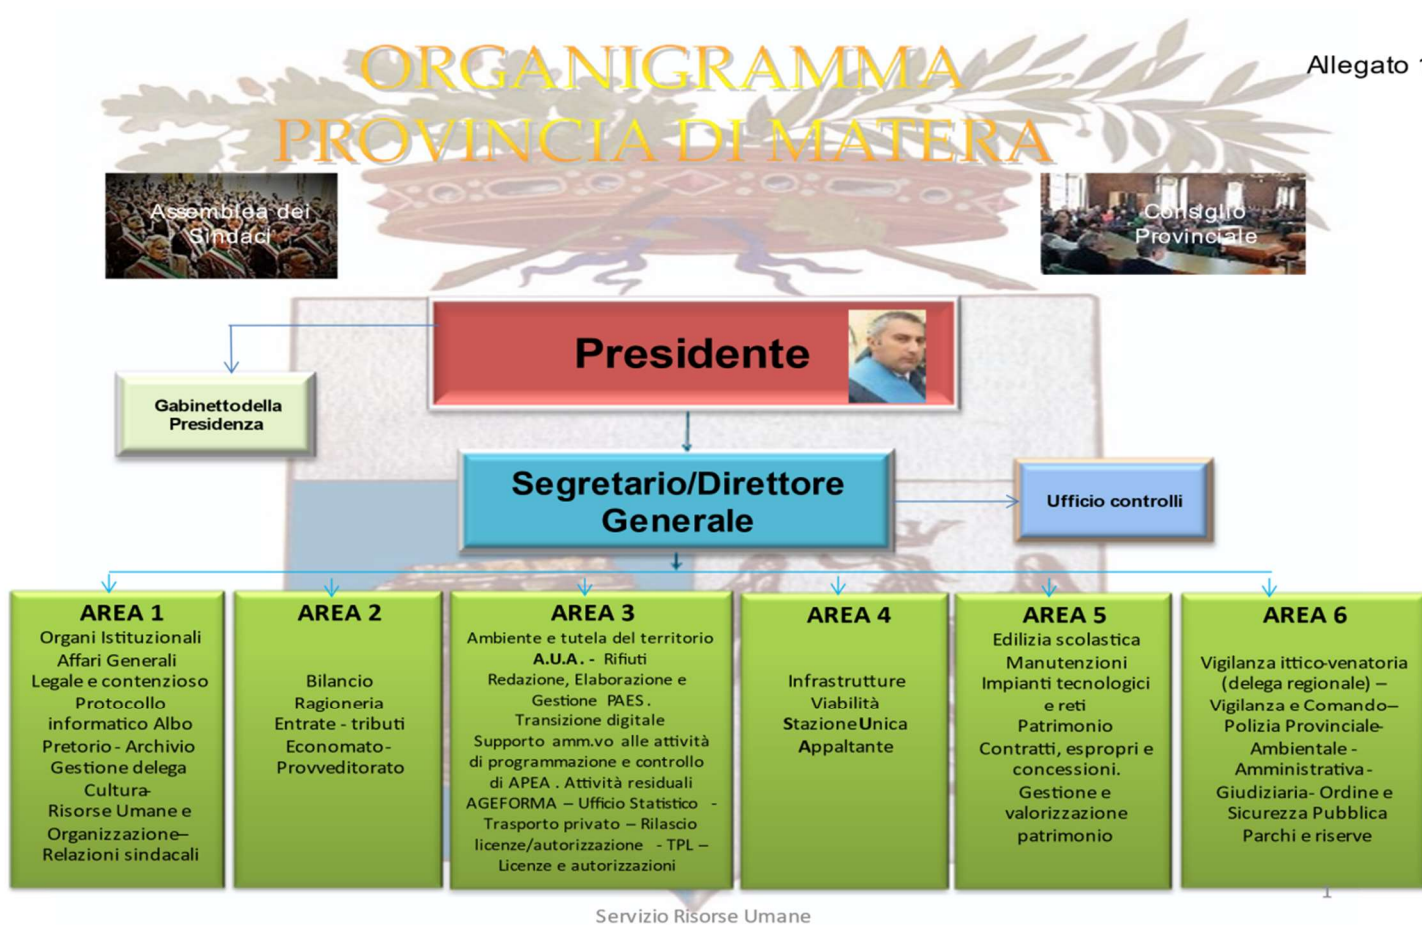 ORGANIGRAMMA
PROVINCIA DI MATERA
Allegato 1
Assemblea dei
Sindaci
Consiglio
Provinciale
Presidente
Gabinettodella
Presidenza
Segretario/Direttore
Generale
Ufficio controlli
AREA 1
Organi Istituzionali
Affari Generali
Legale e contenzioso
Protocollo
informatico Albo
Pretorio - Archivio
Gestione delega
Cultura-
Risorse Umane e
Organizzazione–
Relazioni sindacali
AREA 2
Bilancio
Ragioneria
Entrate - tributi
Economato-
Provveditorato
AREA 3
Ambiente e tutela del territorio
A.U.A. - Rifiuti
Redazione, Elaborazione e
Gestione PAES.
Transizione digitale
Supporto amm.vo alle attività
di programmazione e controllo
di APEA . Attività residuali
AGEFORMA – Ufficio Statistico -
Trasporto privato – Rilascio
licenze/autorizzazione - TPL –
Licenze e autorizzazioni
AREA 4
Infrastrutture
Viabilità
Stazione Unica
Appaltante
AREA 5
Edilizia scolastica
Manutenzioni
Impianti tecnologici
e reti
Patrimonio
Contratti, espropri e
concessioni.
Gestione e
valorizzazione
patrimonio
AREA 6
Vigilanza ittico-venatoria
(delega regionale) –
Vigilanza e Comando–
Polizia Provinciale-
Ambientale -
Amministrativa -
Giudiziaria- Ordine e
Sicurezza Pubblica
Parchi e riserve
1
Servizio Risorse Umane